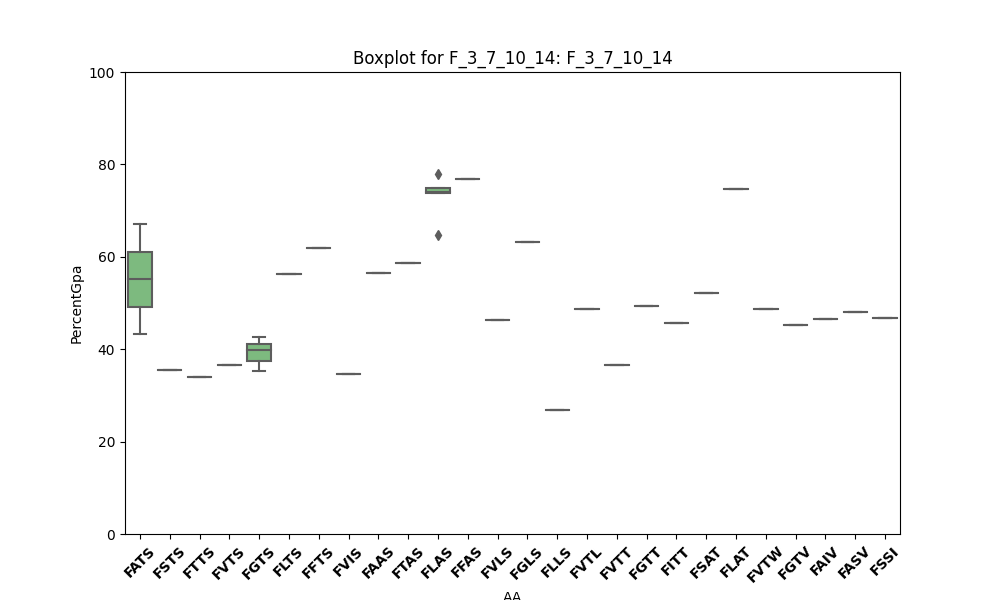 Boxplot for F_3_7_10_14: F_3_7_10_14
100
80
60
40
20
0
PercentGpa
FATS FSTS FTTS FVTS FGTS FLTS FFTS FVIS FAAS FTAS FLAS FFAS FVLS FGLS FLLS FVTL FVTT FGTT FITT FSAT FLAT FVTW FGTV FAIV FASV FSSI
AA